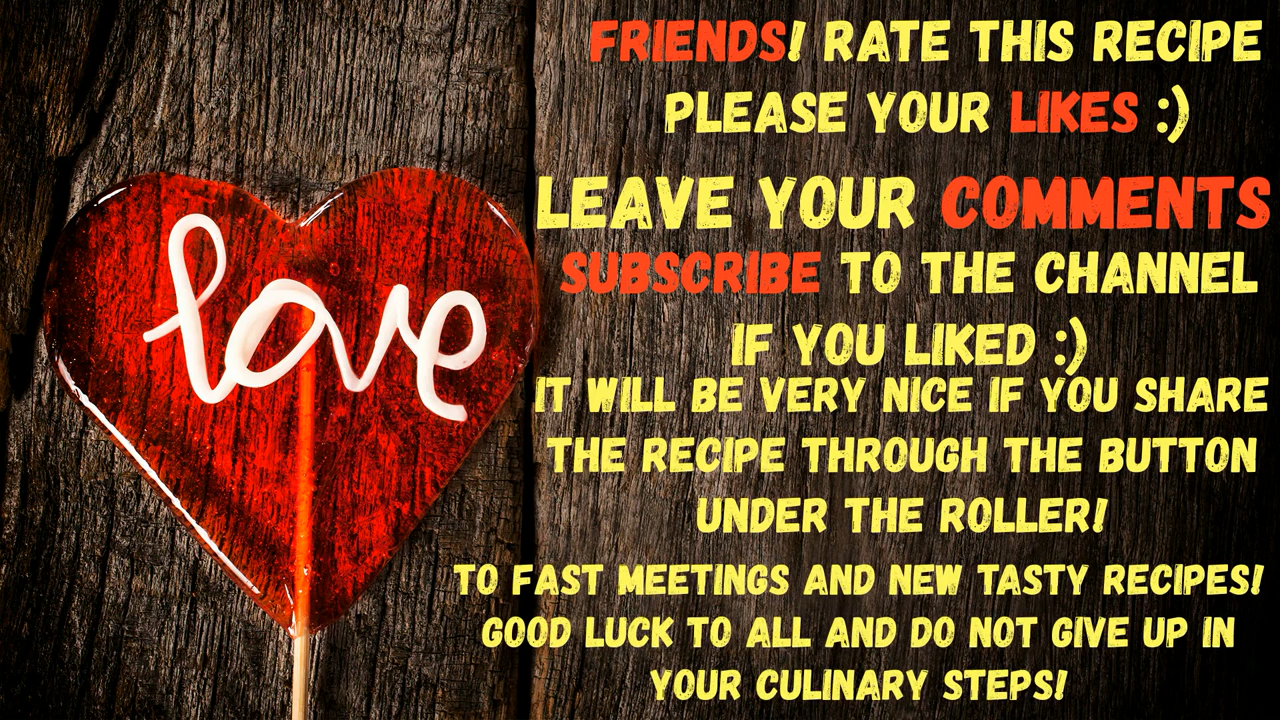 love
FRIENDS! RATE THIS RECIPE
PLEASE YOUR LIKES :)
LEAVE YOUR COMMENTS
SUBSCRIBE TO THE CHANNEL
IF YOU LIKED :)
IT WILL BE VERY NICE IF YOU SHARE
THE RECIPE THROUGH THE BUTTON
UNDER THE ROLLER!
TO FAST MEETINGS AND NEW TASTY RECIPES!
GOOD LUCK TO ALL AND DO NOT GIVE UP IN
YOUR CULINARY STEPS!